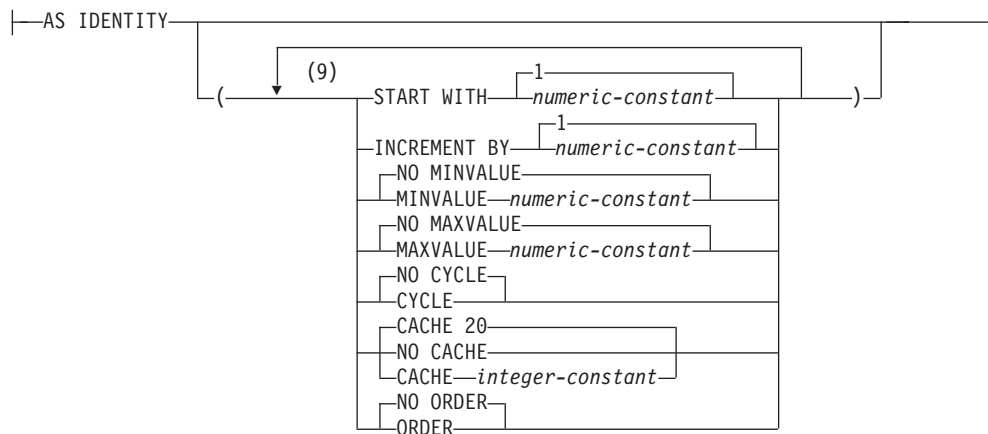 AS IDENTITY
(9) 1
( START WITH numeric-constant )
1
INCREMENT BY numeric-constant
NO MINVALUE
MINVALUE numeric-constant
NO MAXVALUE
MAXVALUE numeric-constant
NO CYCLE
CYCLE
CACHE 20
NO CACHE
CACHE integer-constant
NO ORDER
ORDER